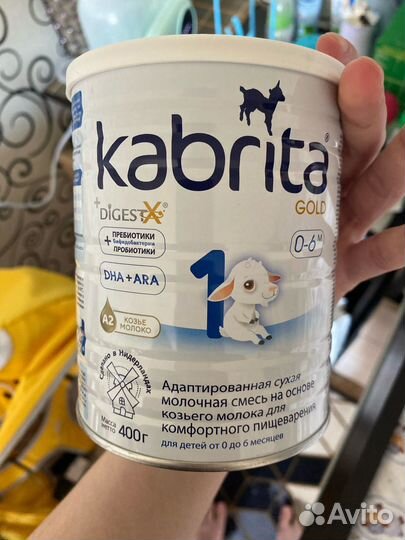 kabrita®
GOLD
+DIGESTX®
+ ПРЕБИОТИКИ
Бифидобактерии
ПРОБИОТИКИ
0-6 М
DHA+ARA
1
A2 КОЗЬЕ
МОЛОКО
Сделано в Нидерландах
Адаптированная сухая
молочная смесь на основе
козьего молока для
комфортного пищеварения
для детей от 0 до 6 месяцев
Масса
нетто 400г
Avito